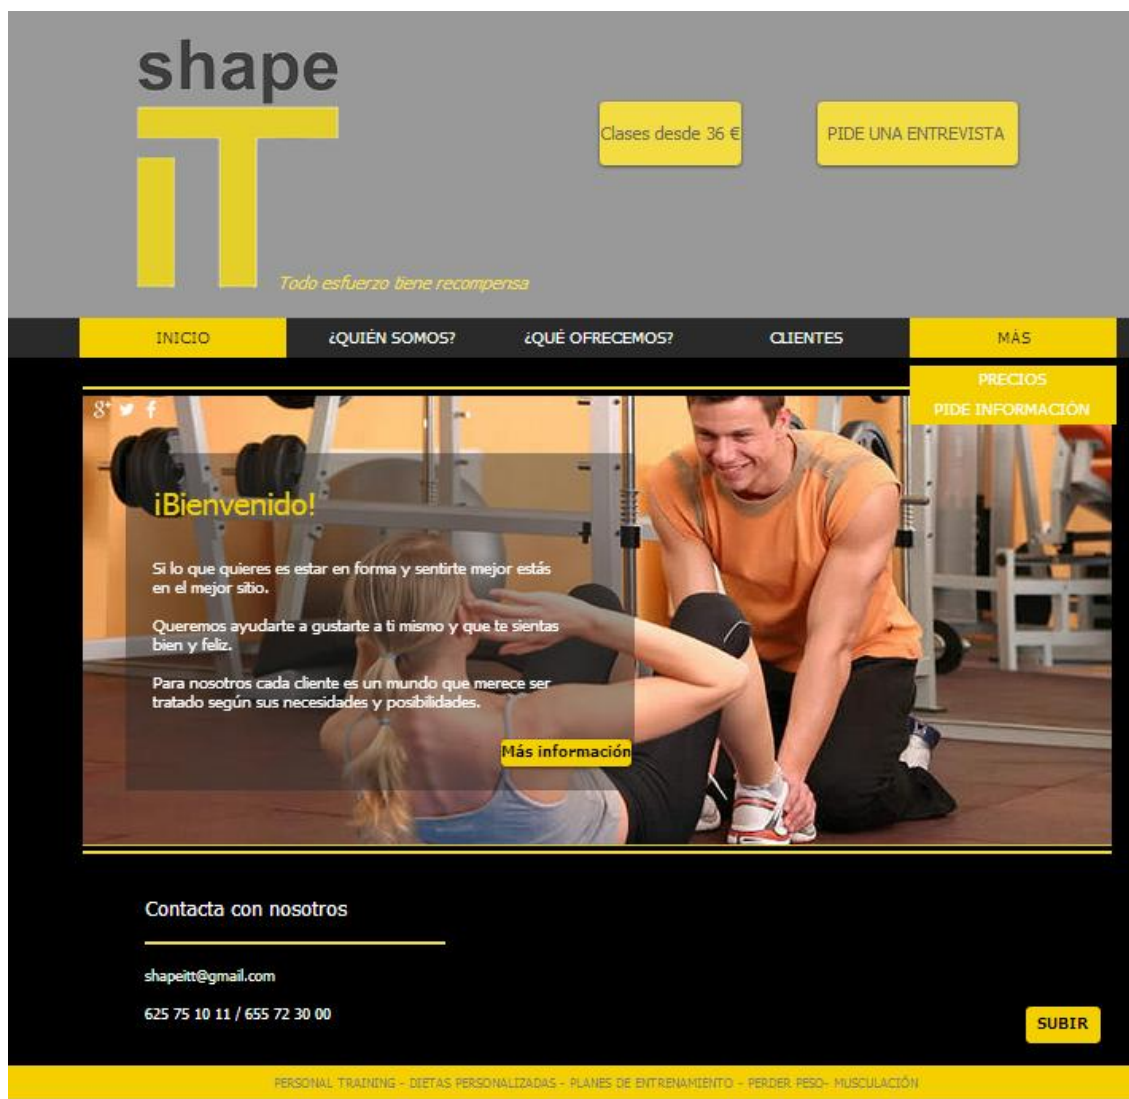 shape
iT
Clases desde 36 €
PIDE UNA ENTREVISTA
Todo esfuerzo tiene recompensa
INICIO
¿QUIÉN SOMOS?
¿QUÉ OFRECEMOS?
CLIENTES
MÁS
PRECIOS
PIDE INFORMACIÓN
g+ f
¡Bienvenido!
Si lo que quieres es estar en forma y sentirte mejor estás
en el mejor sitio.
Queremos ayudarte a gustarte a ti mismo y que te sientas
bien y feliz.
Para nosotros cada cliente es un mundo que merece ser
tratado según sus necesidades y posibilidades.
Más información
Contacta con nosotros
shapeitt@gmail.com
625 75 10 11 / 655 72 30 00
SUBIR
PERSONAL TRAINING - DIETAS PERSONALIZADAS - PLANES DE ENTRENAMIENTO - PERDER PESO- MUSCULACIÓN